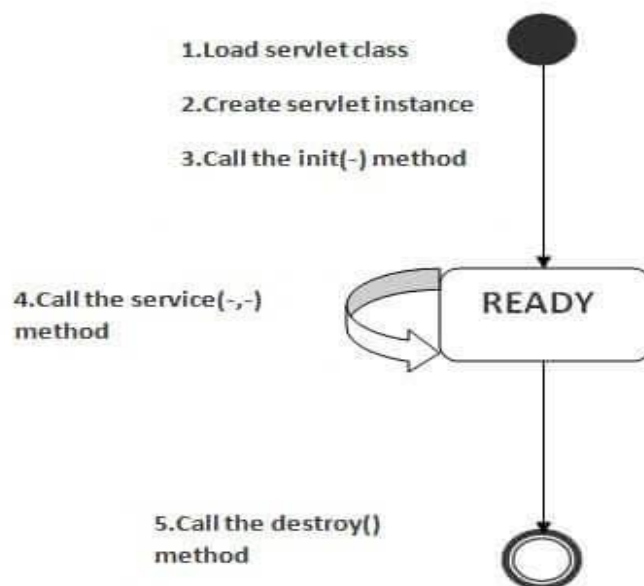 1.Load servlet class
2.Create servlet instance
3.Call the init(-) method
4.Call the service(-,-)
method
READY
5.Call the destroy()
method